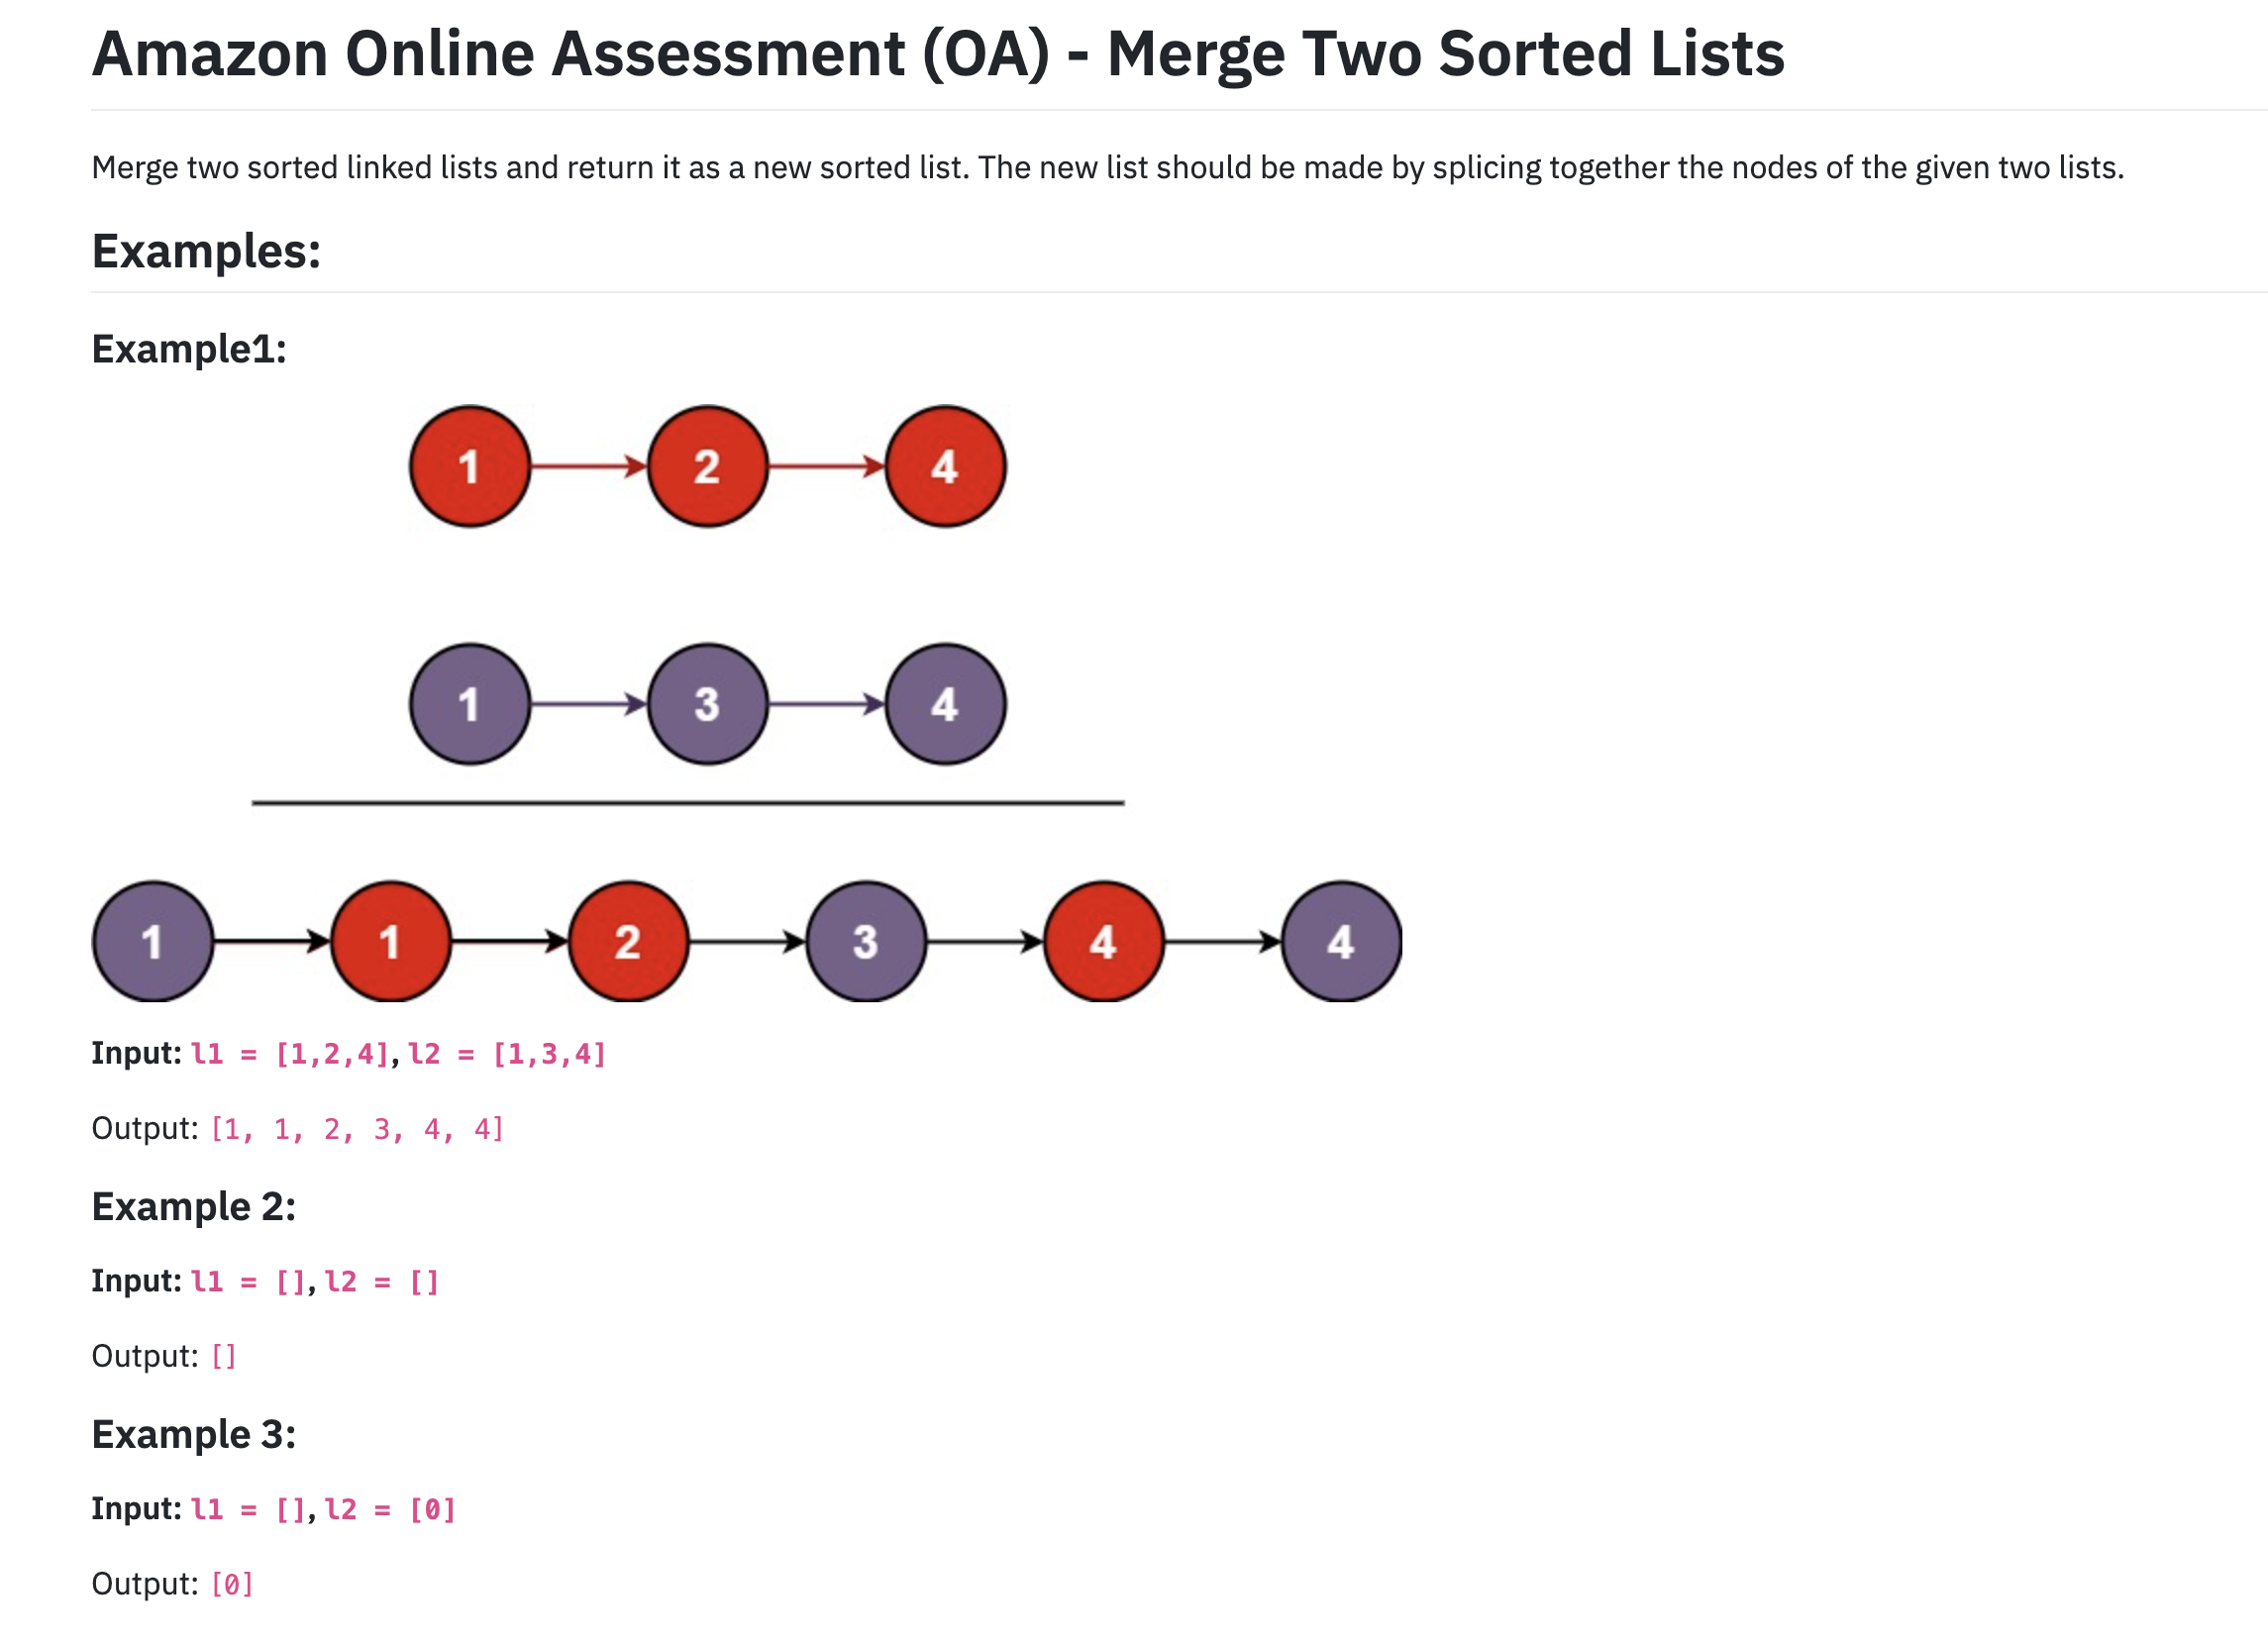 Amazon Online Assessment (OA) - Merge Two Sorted Lists
Merge two sorted linked lists and return it as a new sorted list. The new list should be made by splicing together the nodes of the given two lists.
Examples:
Example1:
1 2 4
1 3 4
1 1 2 3 4 4
Input: l1 = [1,2,4], l2 = [1,3,4]
Output: [1, 1, 2, 3, 4, 4]
Example 2:
Input: l1 = [], l2 = []
Output: []
Example 3:
Input: l1 = [], l2 = [0]
Output: [0]